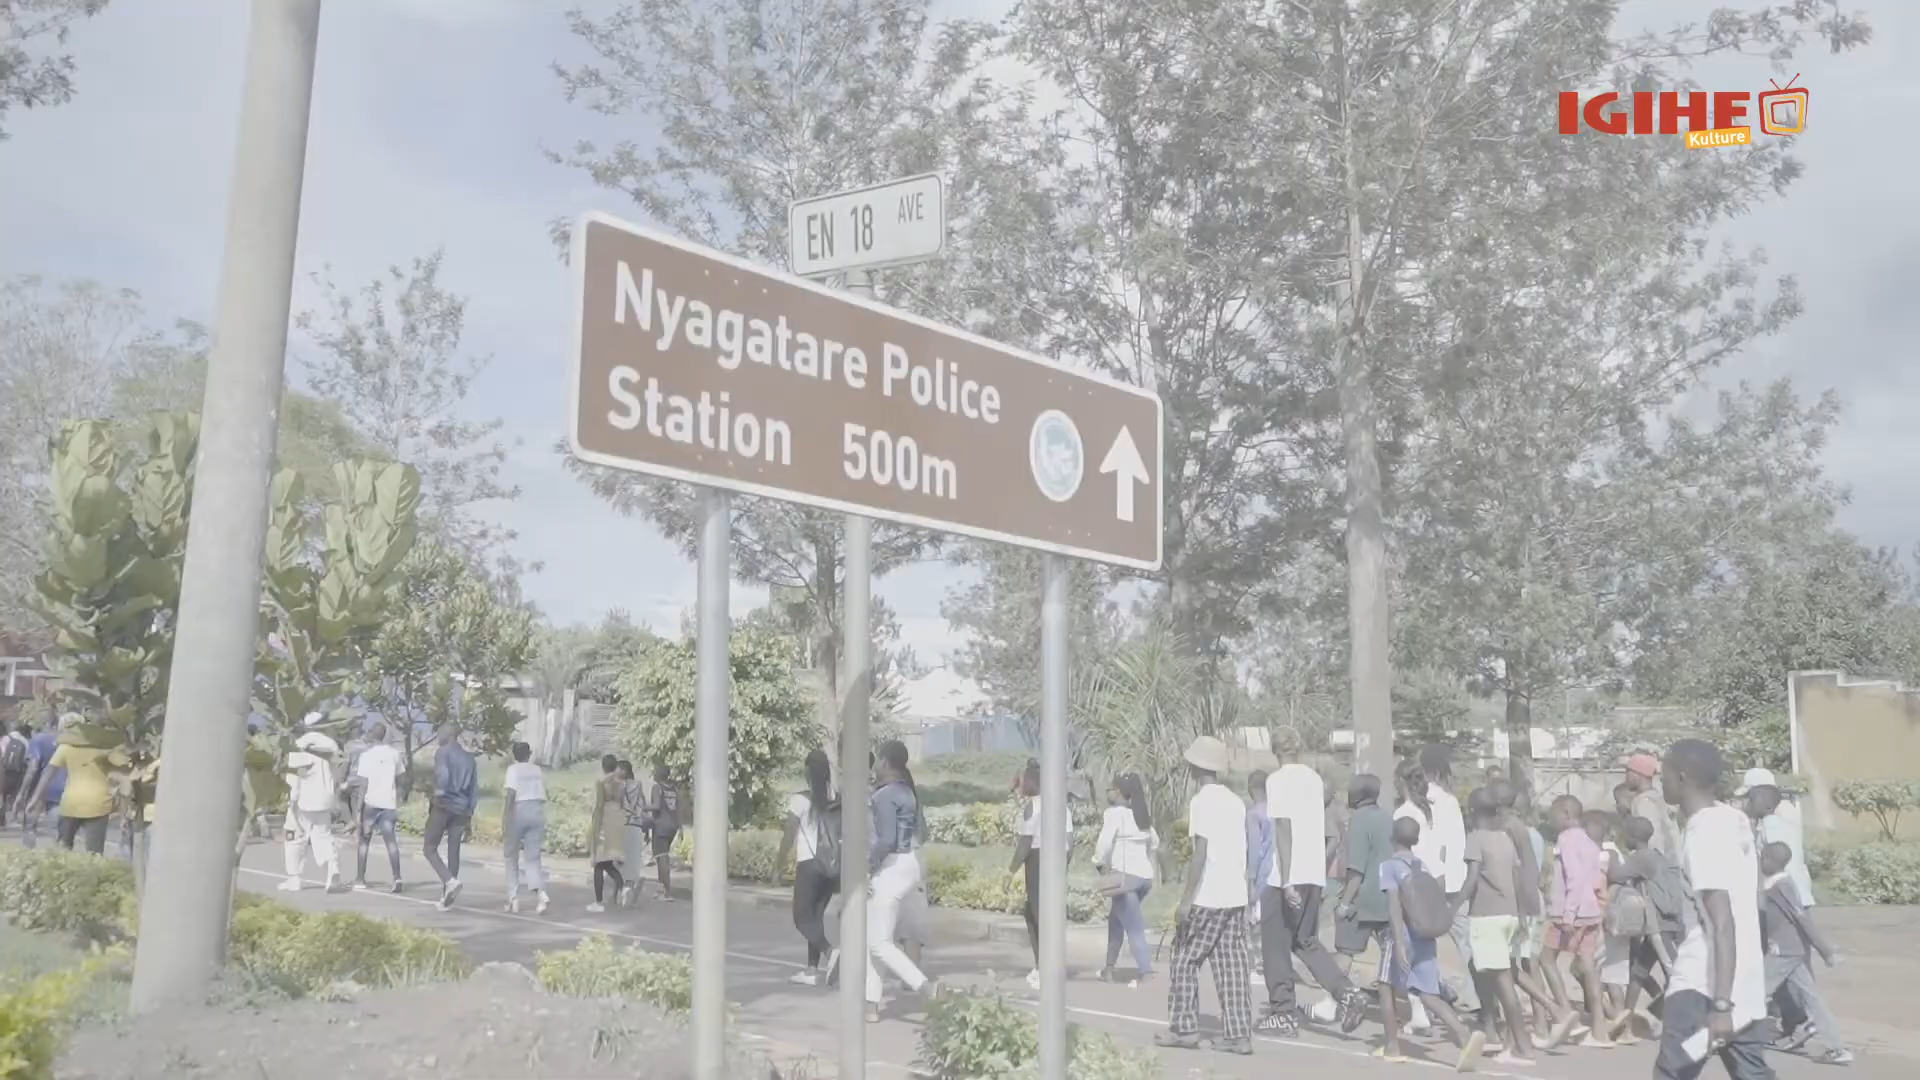 IGIHE
Kulture
EN 18 AVE
Nyagatare Police
Station 500m